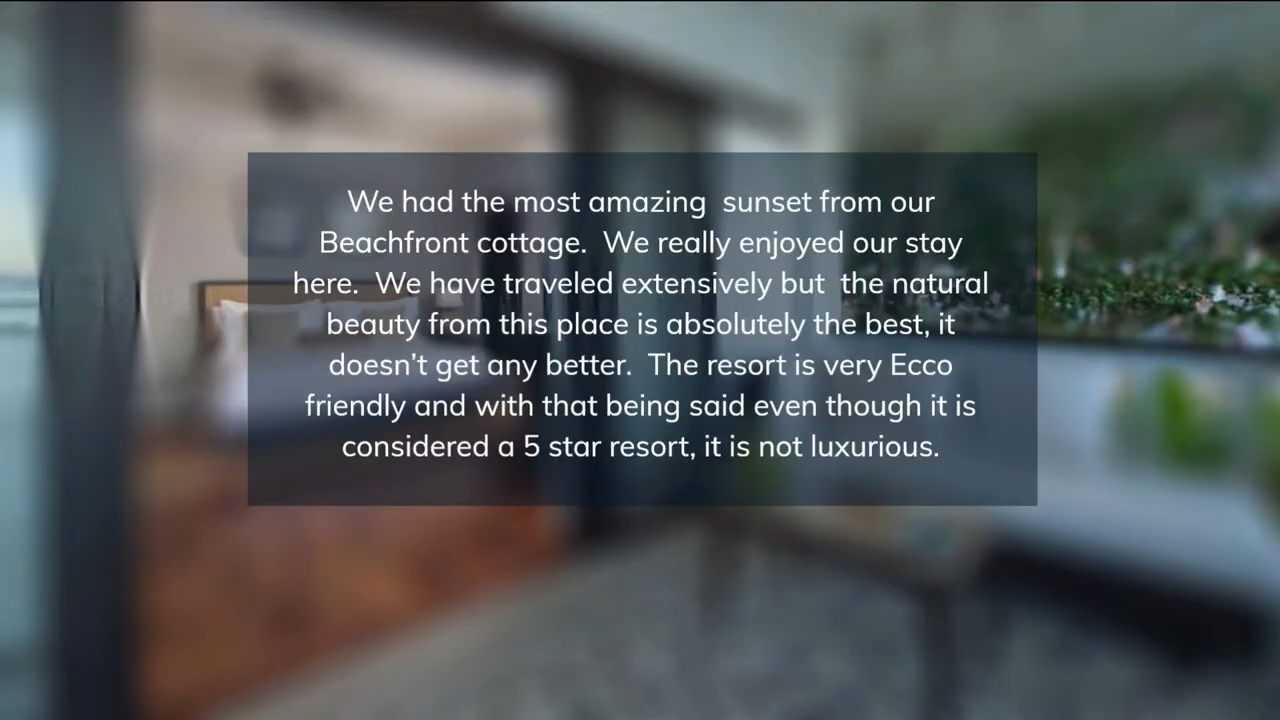 We had the most amazing  sunset from our
Beachfront cottage.  We really enjoyed our stay
here.  We have traveled extensively but  the natural
beauty from this place is absolutely the best, it
doesn’t get any better.  The resort is very Ecco
friendly and with that being said even though it is
considered a 5 star resort, it is not luxurious.